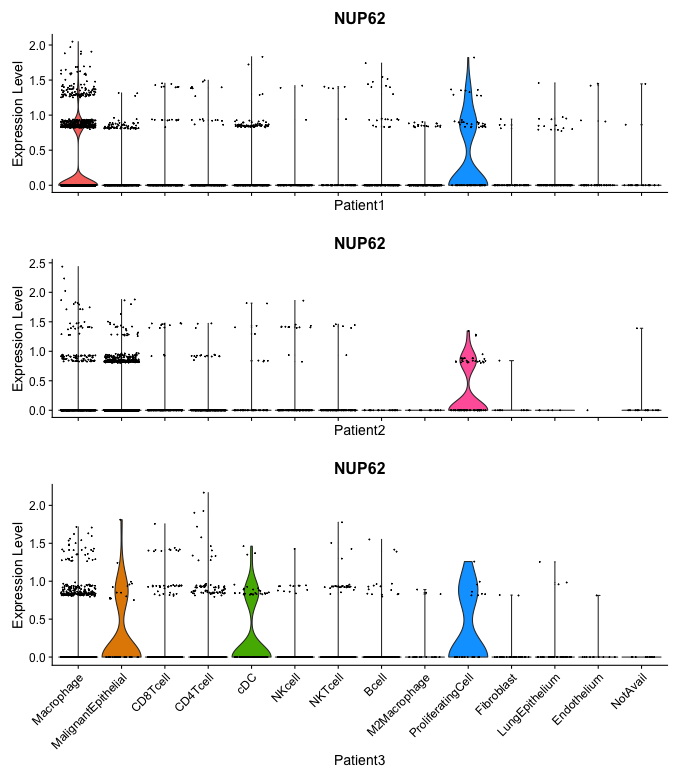 NUP62
Expression Level
2.0
1.5
1.0
0.5
0.0
Patient1
NUP62
Expression Level
2.5
2.0
1.5
1.0
0.5
0.0
Patient2
NUP62
Expression Level
2.0
1.5
1.0
0.5
0.0
Macrophage
MalignantEpithelial
CD8Tcell
CD4Tcell
cDC
NKcell
NKTcell
Bcell
M2Macrophage
ProliferatingCell
Fibroblast
LungEpithelium
Endothelium
NotAvail
Patient3